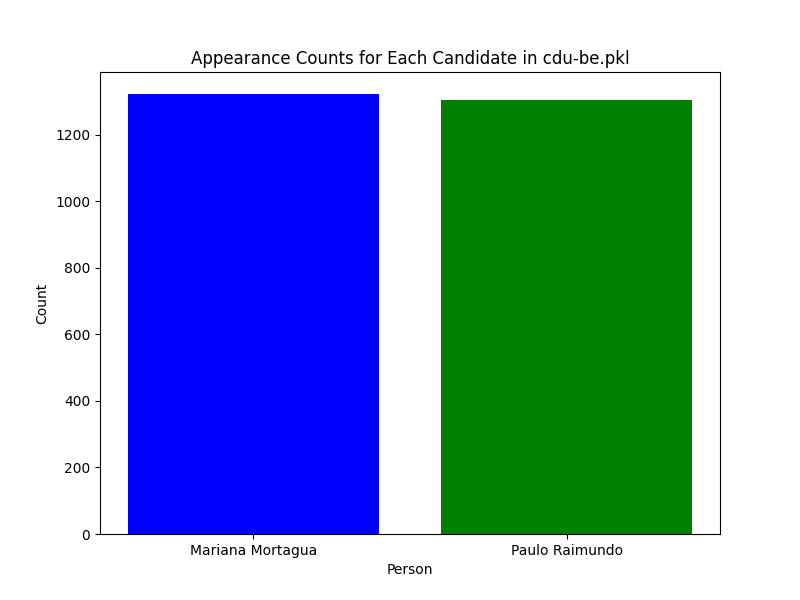 Appearance Counts for Each Candidate in cdu-be.pkl
Count
1200
1000
800
600
400
200
0
Mariana Mortagua
Paulo Raimundo
Person